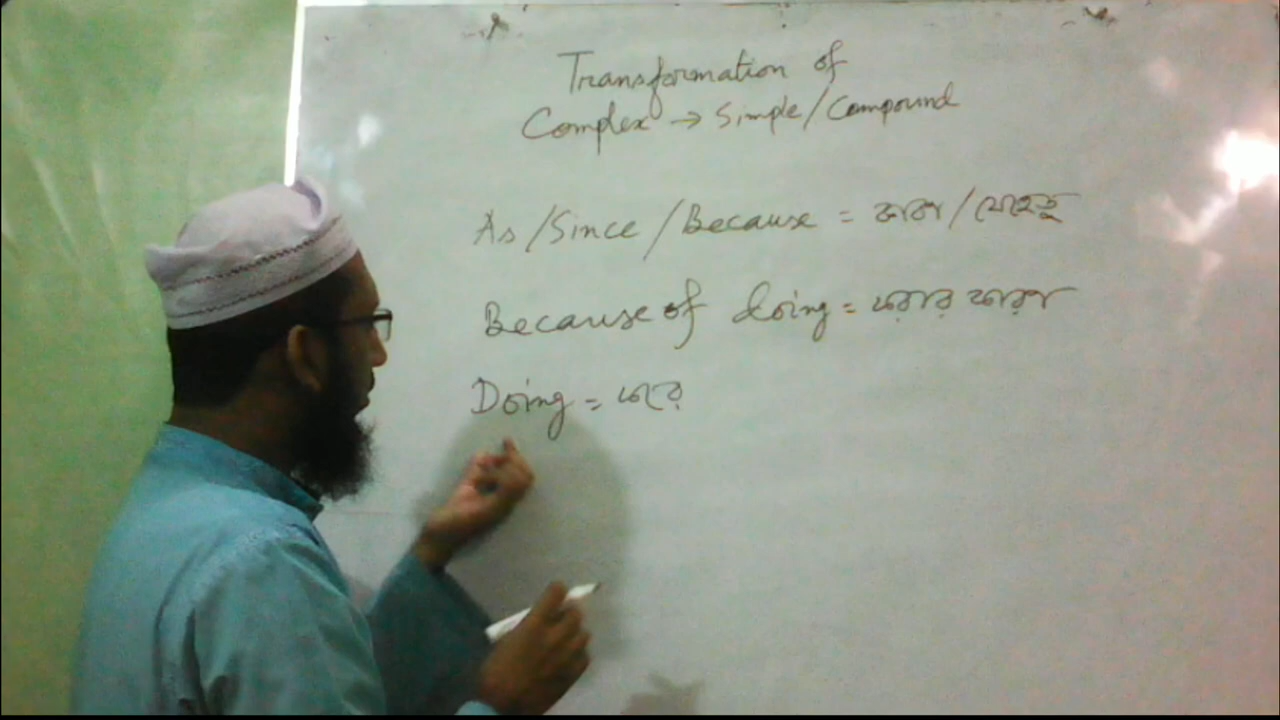 Transformation of
Complex → Simple/Compound
As/Since/Because = কারণ/যেহেতু
Because of doing = করার কারণে
Doing = করে